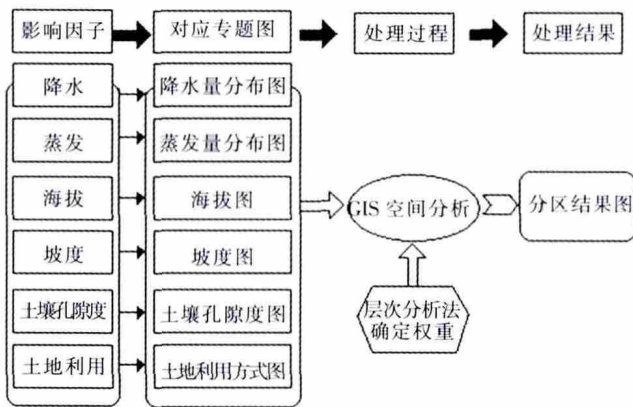 影响因子
对应专题图
处理过程
处理结果
降水
降水量分布图
蒸发
蒸发量分布图
海拔
海拔图
坡度
坡度图
土壤孔隙度
土壤孔隙度图
土地利用
土地利用方式图
GIS 空间分析
分区结果图
层次分析法
确定权重